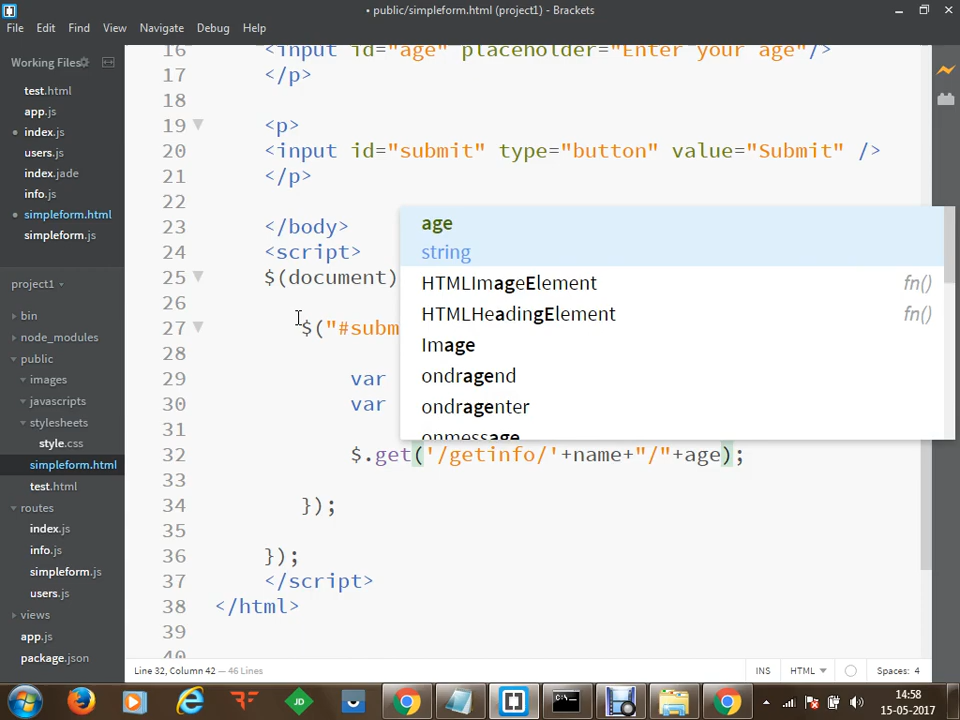 • public/simpleform.html (project1) - Brackets
File Edit Find View Navigate Debug Help
Working Files
test.html
app.js
index.js
users.js
index.jade
info.js
simpleform.html
simpleform.js
project1
bin
node_modules
public
images
javascripts
stylesheets
style.css
simpleform.html
test.html
routes
index.js
info.js
simpleform.js
users.js
views
app.js
package.json
16 <input id="age" placeholder="Enter your age"/>
17 </p>
18
19 <p>
20 <input id="submit" type="button" value="Submit" />
21 </p>
22
23 </body>
24 <script>
25 $(document)
26
27 $("#subm
28
29 var
30 var
31
32 $.get('/getinfo/'+name+"/"+age);
33
34 });
35
36 });
37 </script>
38 </html>
39
40
age
string
HTMLImageElement fn()
HTMLHeadingElement fn()
Image
ondragend
ondragenter
onmessage
Line 32, Column 42 — 46 Lines
INS HTML Spaces: 4
JD
14:58
15-05-2017